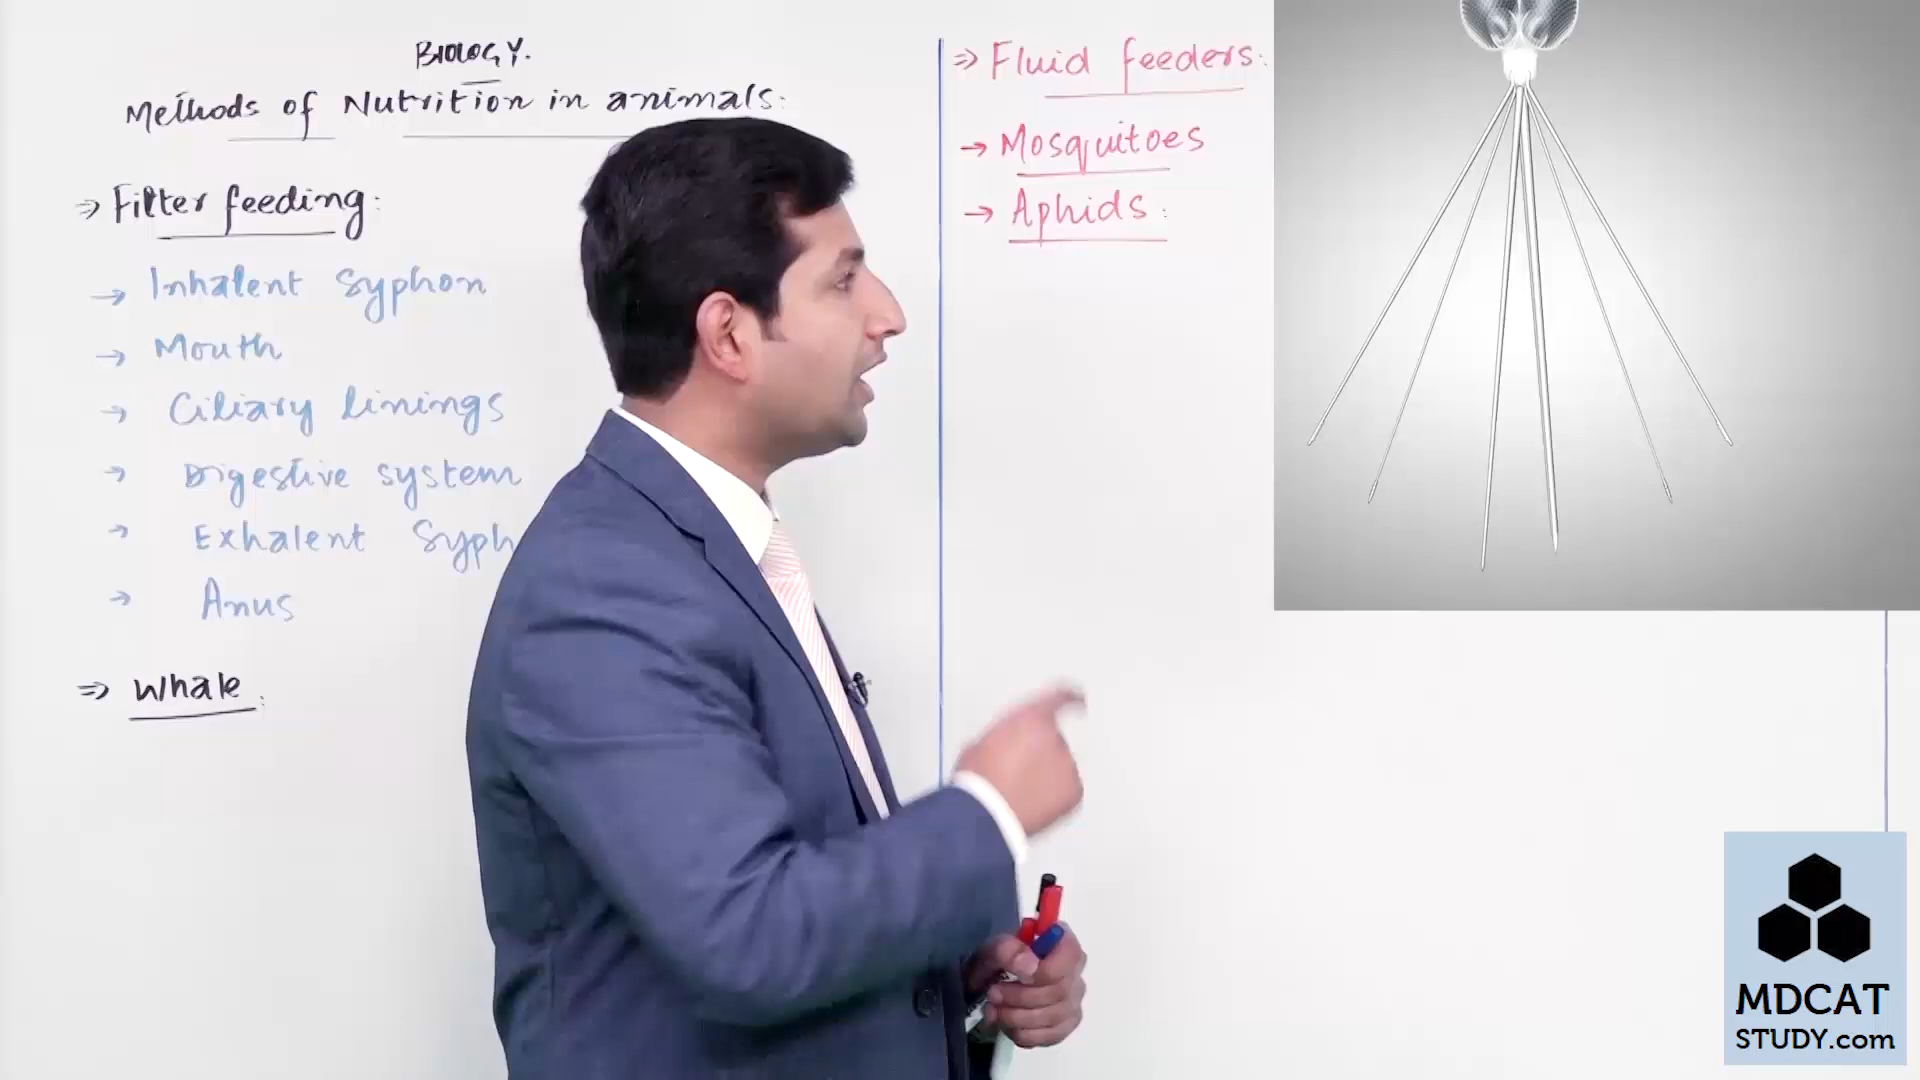 BIOLOGY.
Methods of Nutrition in animals:
⇒ Filter feeding:
→ Inhalent Syphon
→ Mouth
→ Ciliary linings
→ Digestive system
→ Exhalent Syph
→ Anus
⇒ Whale:
⇒ Fluid feeders:
→ Mosquitoes
→ Aphids:
MDCAT
STUDY.com